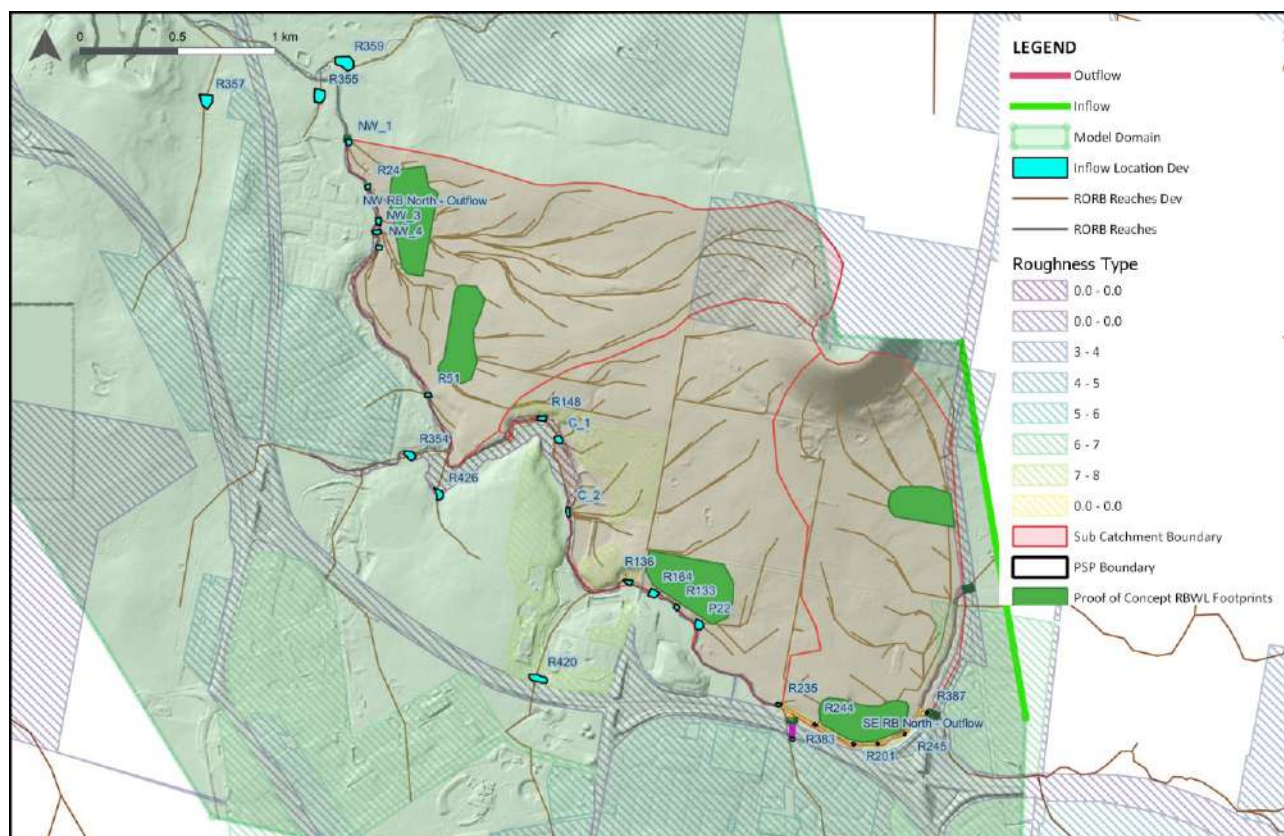 0 0.5 1 km
R359
R355
R357
NW_1
R24
NW RB North - Outflow
NW_3
NW_4
R51
R148
C_1
R354
R426
C_2
R136
R164
R133
P22
R420
R235
R387
R244
SE RB North - Outflow
R383
R245
R201
LEGEND
Outflow
Inflow
Model Domain
Inflow Location Dev
RORB Reaches Dev
RORB Reaches
Roughness Type
0.0 - 0.0
0.0 - 0.0
3 - 4
4 - 5
5 - 6
6 - 7
7 - 8
0.0 - 0.0
Sub Catchment Boundary
PSP Boundary
Proof of Concept RBWL Footprints